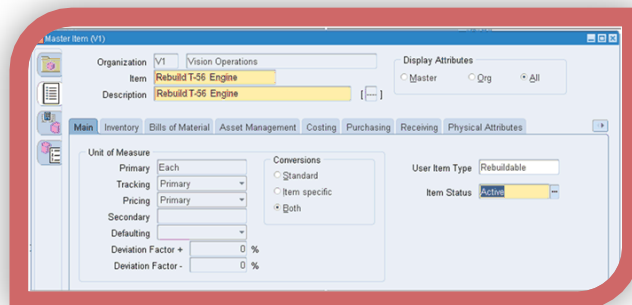 Master Item (V1)
Organization V1 Vision Operations
Item Rebuild T-56 Engine
Description Rebuild T-56 Engine
Display Attributes
Master Org All
Main Inventory Bills of Material Asset Management Costing Purchasing Receiving Physical Attributes
Unit of Measure
Primary Each
Tracking Primary
Pricing Primary
Secondary
Defaulting
Deviation Factor + 0 %
Deviation Factor - 0 %
Conversions
Standard
Item specific
Both
User Item Type Rebuildable
Item Status Active